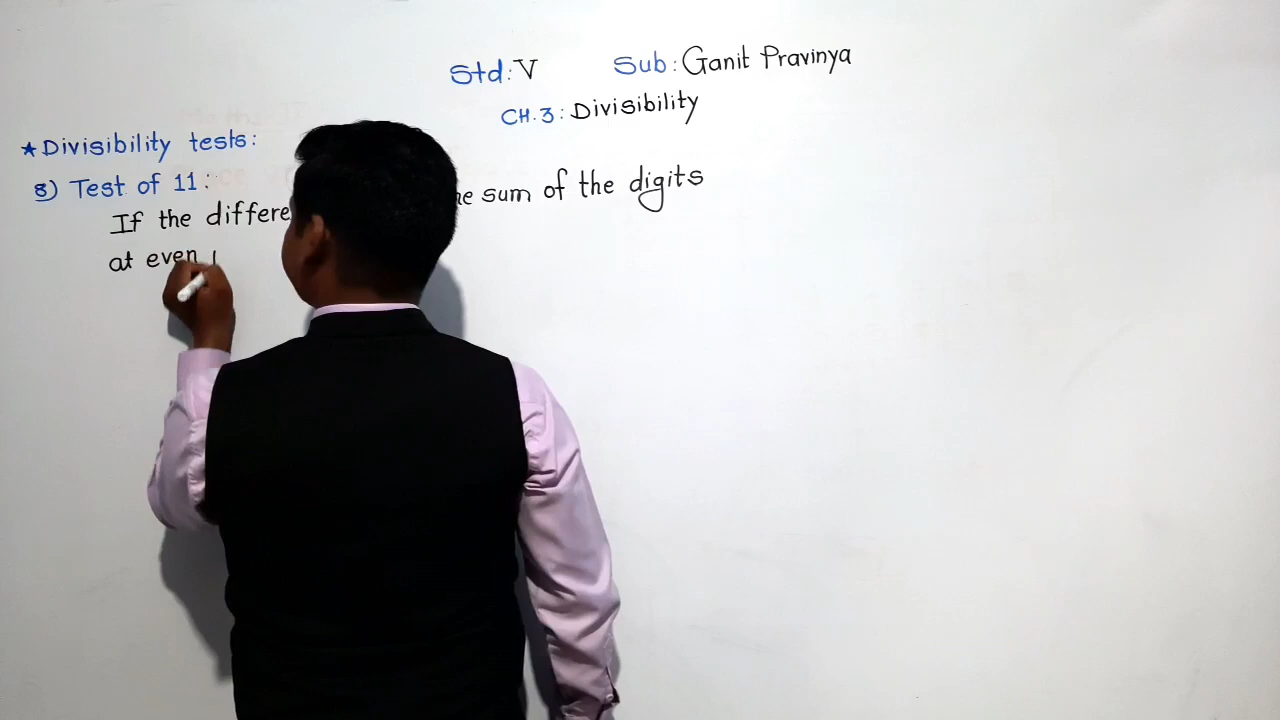 Std: V Sub: Ganit Pravinya
CH. 3: Divisibility
★ Divisibility tests:
8) Test of 11:
If the differe sum of the digits
at even